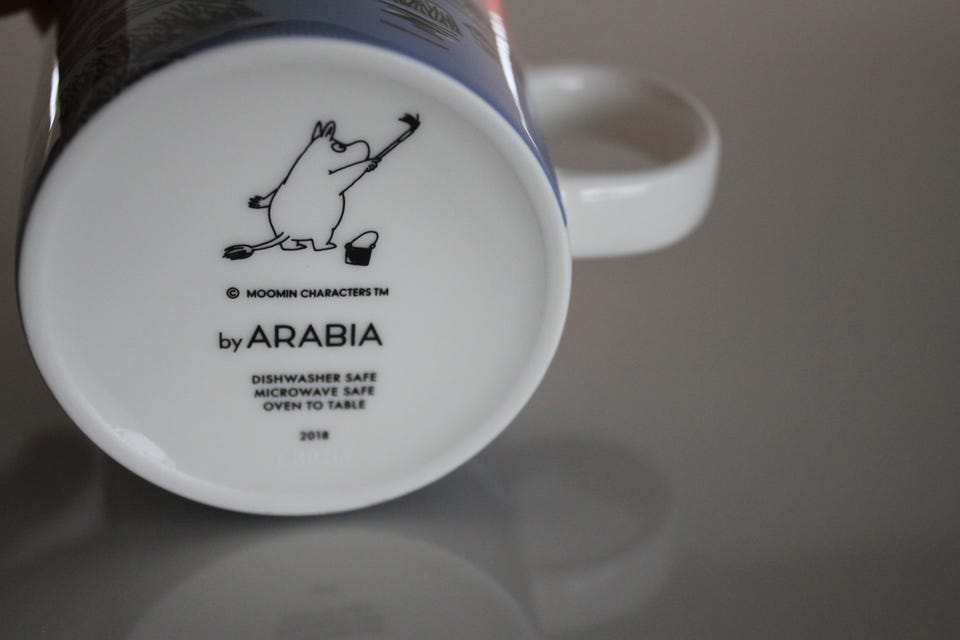 © MOOMIN CHARACTERS TM
by ARABIA
DISHWASHER SAFE
MICROWAVE SAFE
OVEN TO TABLE
2018